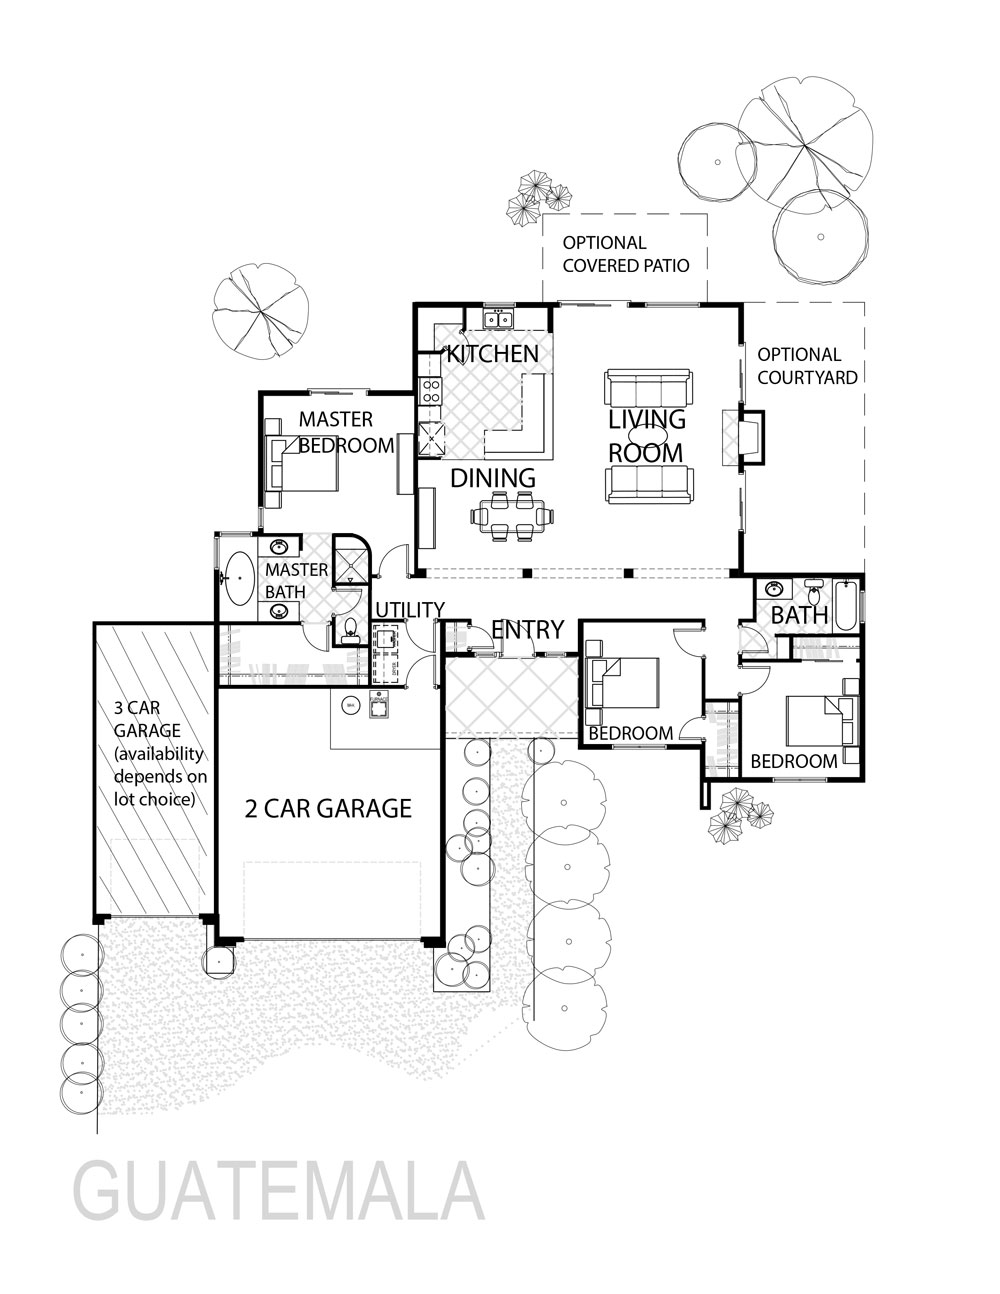 OPTIONAL
COVERED PATIO
OPTIONAL
COURTYARD
KITCHEN
MASTER
BEDROOM
LIVING
ROOM
DINING
MASTER
BATH
UTILITY
ENTRY
BATH
3 CAR
GARAGE
(availability
depends on
lot choice)
BEDROOM
BEDROOM
2 CAR GARAGE
GUATEMALA